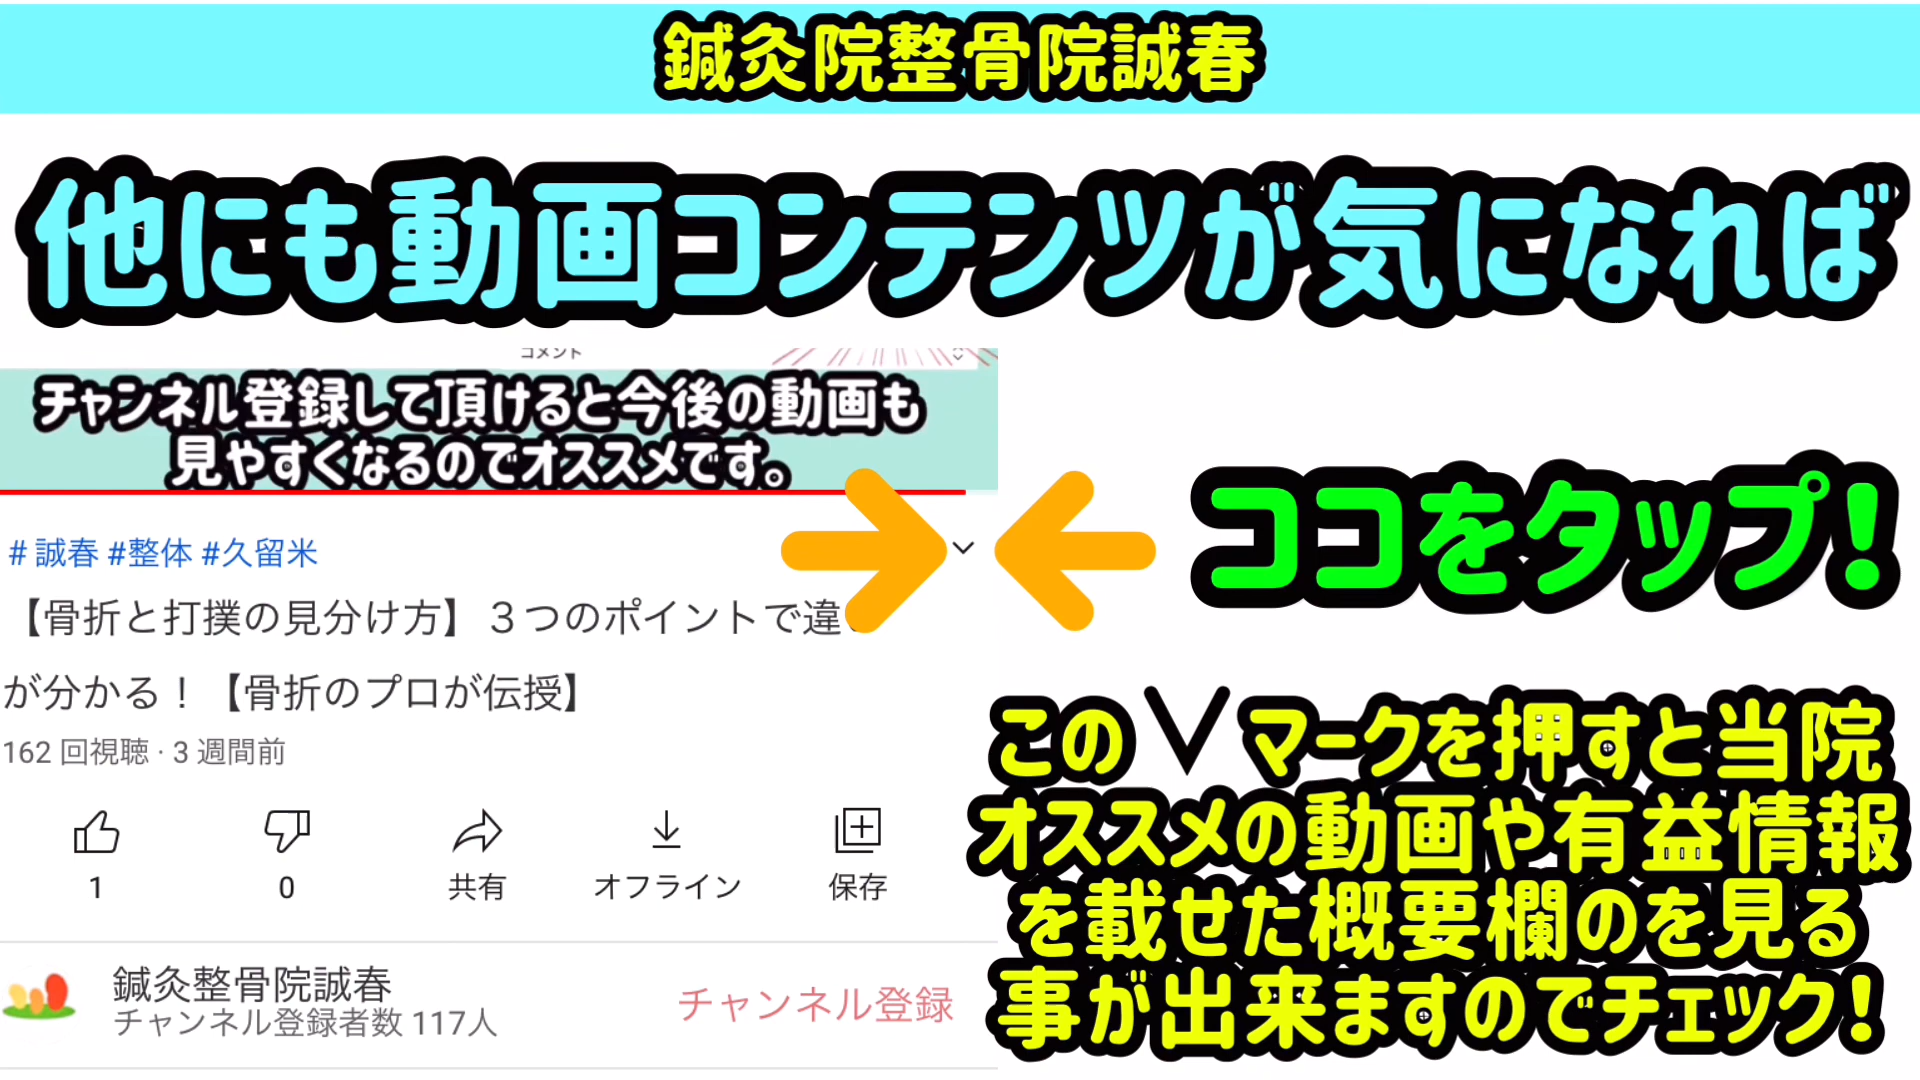 鍼灸院整骨院誠春
他にも動画コンテンツが気になれば
コメント
チャンネル登録して頂けると今後の動画も
見やすくなるのでオススメです。
ココをタップ!
#誠春 #整体 #久留米
【骨折と打撲の見分け方】３つのポイントで違
が分かる！【骨折のプロが伝授】
162 回視聴・3 週間前
1
0
共有
オフライン
保存
鍼灸整骨院誠春
チャンネル登録者数 117人
チャンネル登録
この∨マークを押すと当院
オススメの動画や有益情報
を載せた概要欄のを見る
事が出来ますのでチェック!